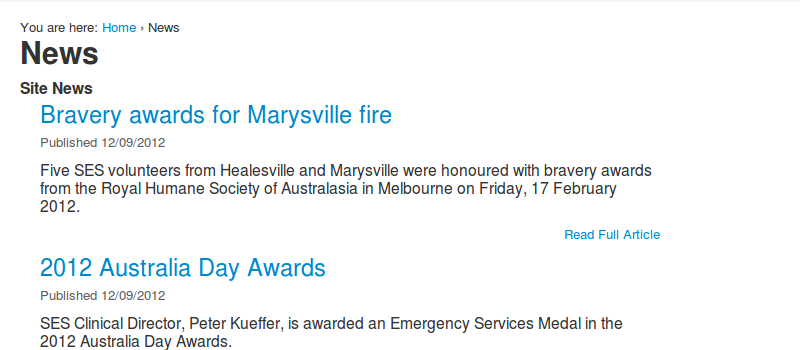 You are here: Home › News
News
Site News
Bravery awards for Marysville fire
Published 12/09/2012
Five SES volunteers from Healesville and Marysville were honoured with bravery awards
from the Royal Humane Society of Australasia in Melbourne on Friday, 17 February
2012.
Read Full Article
2012 Australia Day Awards
Published 12/09/2012
SES Clinical Director, Peter Kueffer, is awarded an Emergency Services Medal in the
2012 Australia Day Awards.